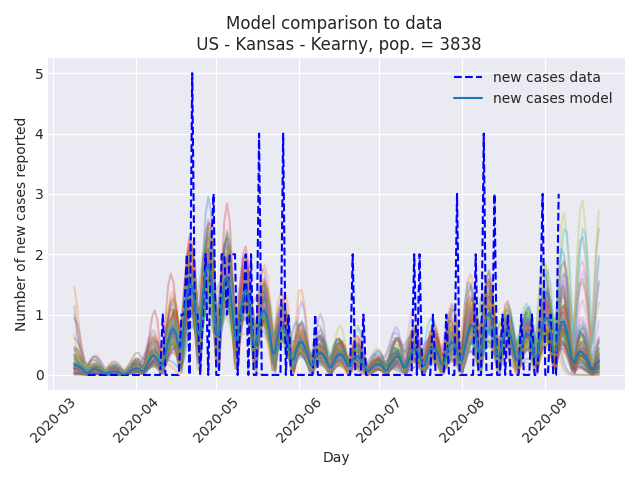 Model comparison to data
US - Kansas - Kearny, pop. = 3838
new cases data
new cases model
Number of new cases reported
5
4
3
2
1
0
2020-03
2020-04
2020-05
2020-06
2020-07
2020-08
2020-09
Day